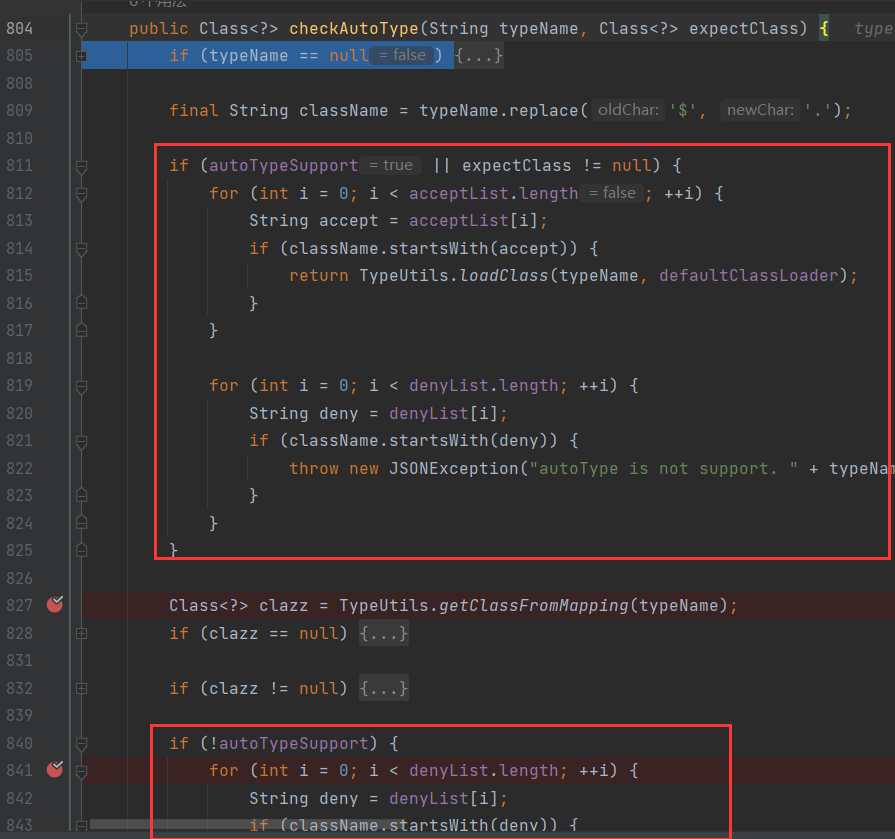 804 public Class<?> checkAutoType(String typeName, Class<?> expectClass) { type
805 if (typeName == null = false ) {...}
808
809 final String className = typeName.replace( oldChar: '$', newChar: '.');
810
811 if (autoTypeSupport = true || expectClass != null) {
812 for (int i = 0; i < acceptList.length = false ; ++i) {
813 String accept = acceptList[i];
814 if (className.startsWith(accept)) {
815 return TypeUtils.loadClass(typeName, defaultClassLoader);
816 }
817 }
818
819 for (int i = 0; i < denyList.length; ++i) {
820 String deny = denyList[i];
821 if (className.startsWith(deny)) {
822 throw new JSONException("autoType is not support. " + typeNam
823 }
824 }
825 }
826
827 Class<?> clazz = TypeUtils.getClassFromMapping(typeName);
828 if (clazz == null) {...}
831
832 if (clazz != null) {...}
839
840 if (!autoTypeSupport) {
841 for (int i = 0; i < denyList.length; ++i) {
842 String deny = denyList[i];
843 if (className.startsWith(deny)) {